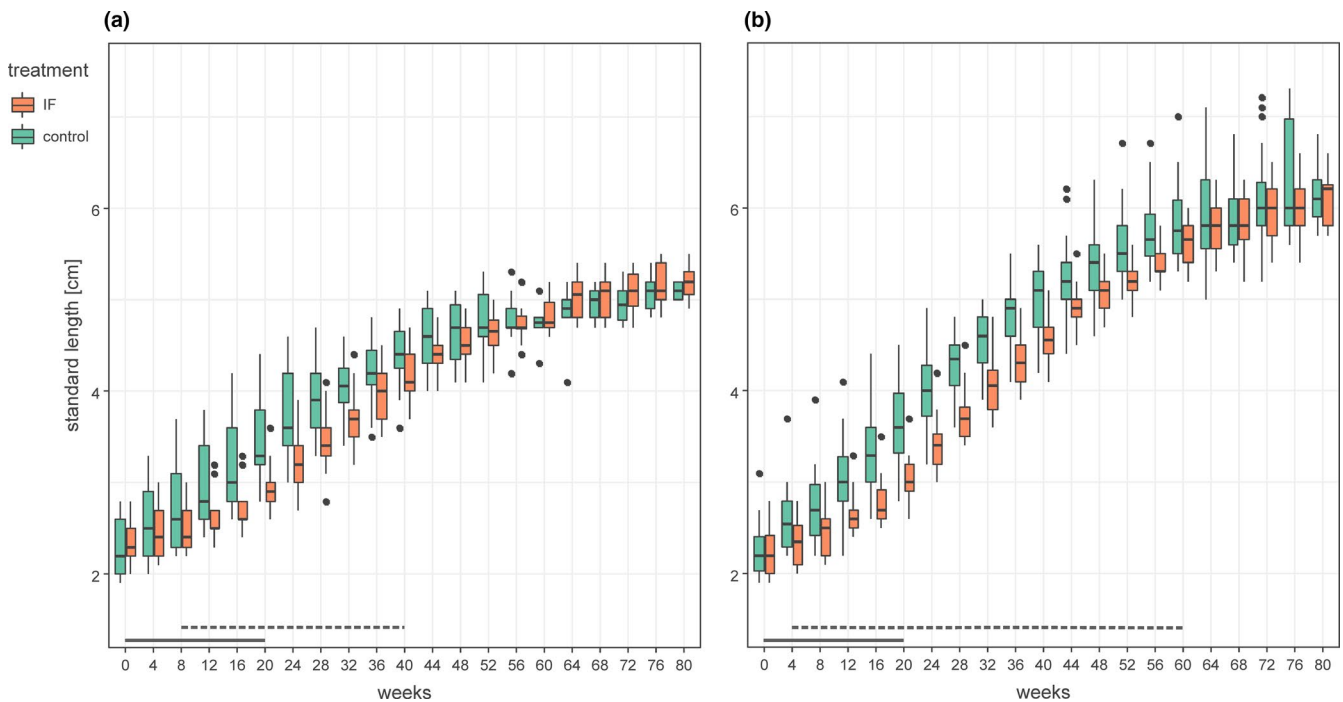 (a)
(b)
treatment
IF
control
standard length [cm]
6
4
2
0 4 8 12 16 20 24 28 32 36 40 44 48 52 56 60 64 68 72 76 80
weeks
6
4
2
0 4 8 12 16 20 24 28 32 36 40 44 48 52 56 60 64 68 72 76 80
weeks